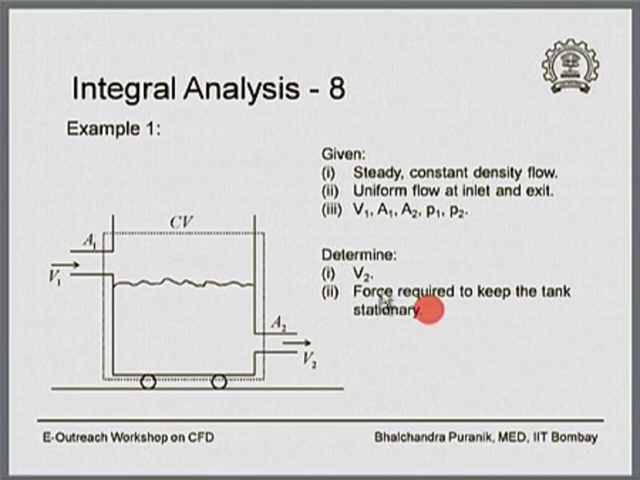 Integral Analysis - 8
Example 1:
Given:
(i) Steady, constant density flow.
(ii) Uniform flow at inlet and exit.
(iii) V₁, A₁, A₂, p₁, p₂.
Determine:
(i) V₂.
(ii) Force required to keep the tank
stationary.
CV
A₁
V₁
A₂
V₂
E-Outreach Workshop on CFD
Bhalchandra Puranik, MED, IIT Bombay